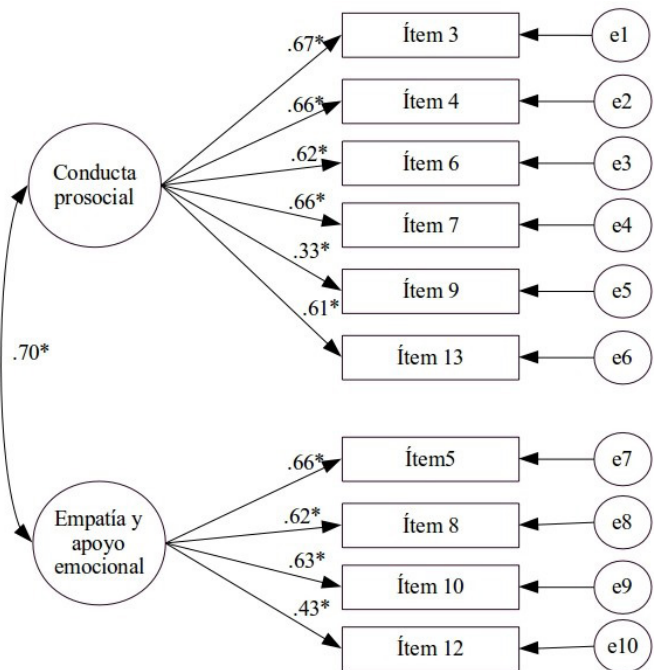 .67*
Ítem 3
e1
.66*
Ítem 4
e2
.62*
Ítem 6
e3
Conducta
prosocial
.66*
Ítem 7
e4
.33*
Ítem 9
e5
.61*
Ítem 13
e6
.70*
.66*
Ítem5
e7
.62*
Ítem 8
e8
Empatía y
apoyo
emocional
.63*
Ítem 10
e9
.43*
Ítem 12
e10